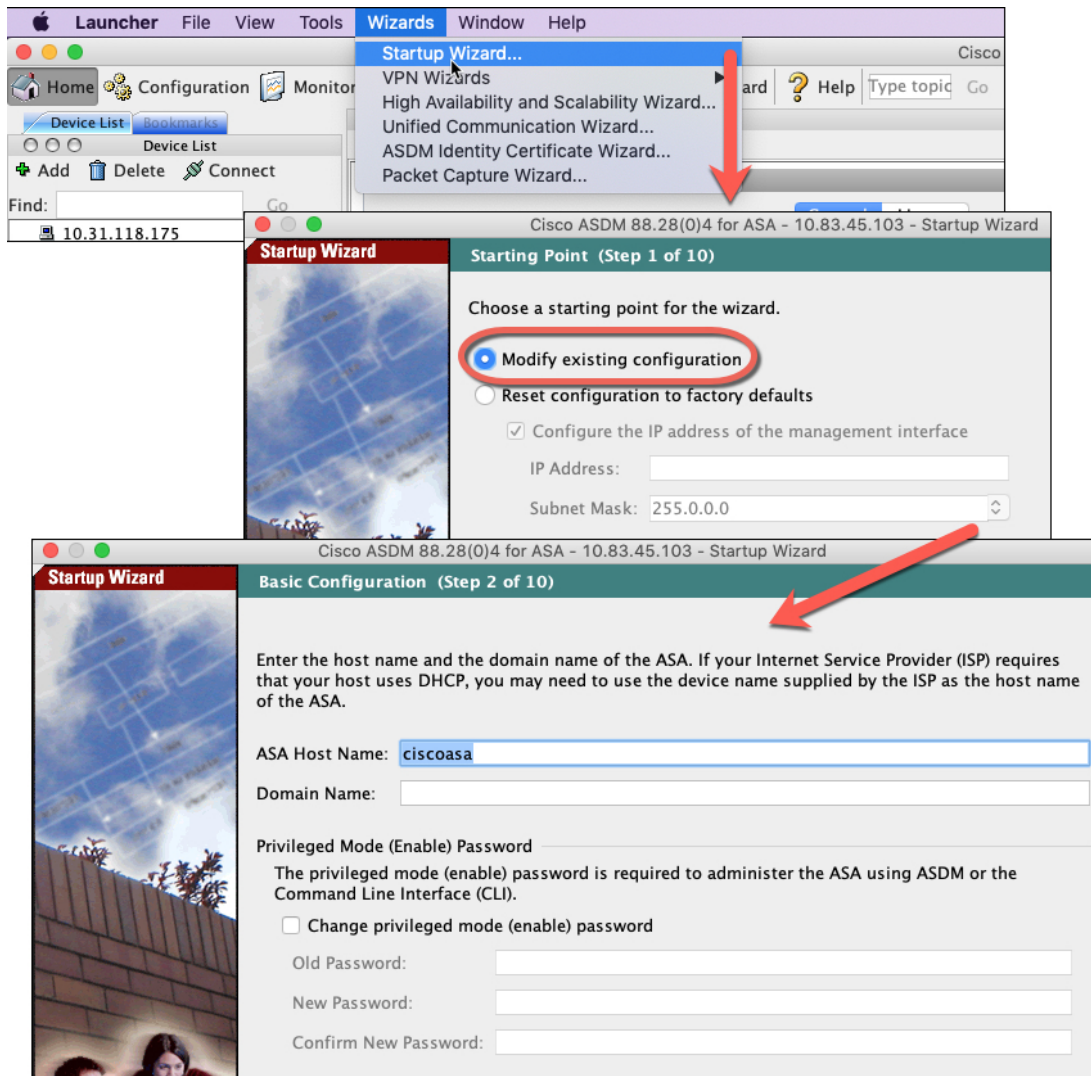 Launcher File View Tools Wizards Window Help
Startup Wizard...
VPN Wizards
High Availability and Scalability Wizard...
Unified Communication Wizard...
ASDM Identity Certificate Wizard...
Packet Capture Wizard...
Cisco
Home Configuration Monitor ard Help Type topic Go
Device List Bookmarks
Device List
Add Delete Connect
Find: Go
10.31.118.175
Cisco ASDM 88.28(0)4 for ASA - 10.83.45.103 - Startup Wizard
Startup Wizard
Starting Point (Step 1 of 10)
Choose a starting point for the wizard.
Modify existing configuration
Reset configuration to factory defaults
Configure the IP address of the management interface
IP Address:
Subnet Mask: 255.0.0.0
Cisco ASDM 88.28(0)4 for ASA - 10.83.45.103 - Startup Wizard
Startup Wizard
Basic Configuration (Step 2 of 10)
Enter the host name and the domain name of the ASA. If your Internet Service Provider (ISP) requires
that your host uses DHCP, you may need to use the device name supplied by the ISP as the host name
of the ASA.
ASA Host Name: ciscoasa
Domain Name:
Privileged Mode (Enable) Password
The privileged mode (enable) password is required to administer the ASA using ASDM or the
Command Line Interface (CLI).
Change privileged mode (enable) password
Old Password:
New Password:
Confirm New Password: